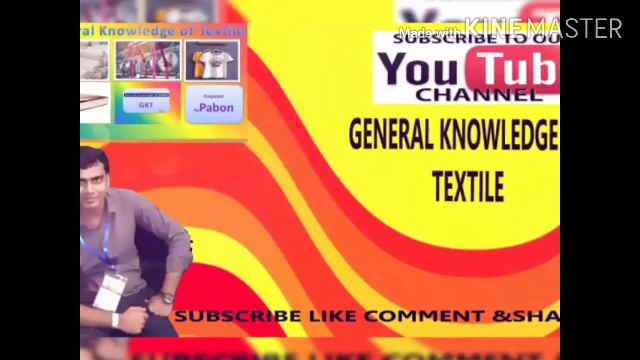 Made with KINEMASTER
ral Knowledge of Textile
GKT
Prepared
by Pabon
SUBSCRIBE TO OU
YouTub
CHANNEL
GENERAL KNOWLEDGE
TEXTILE
SUBSCRIBE LIKE COMMENT &SHA